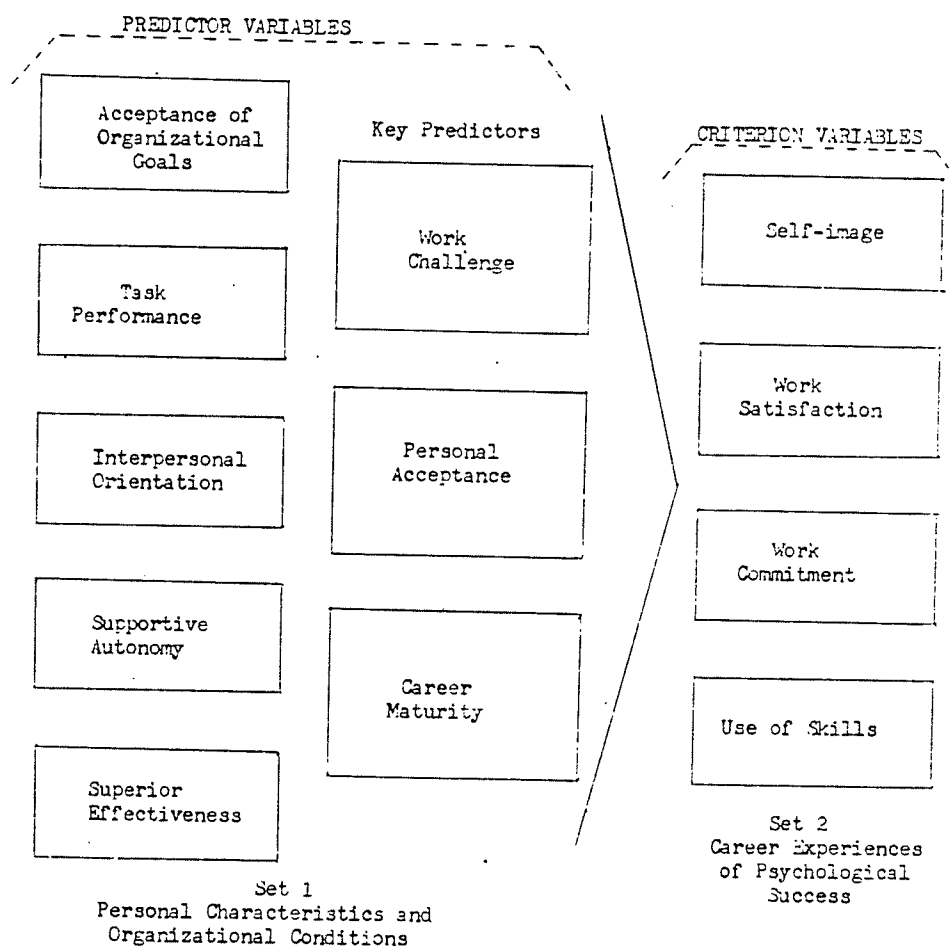 PREDICTOR VARIABLES
Acceptance of
Organizational
Goals
Task
Performance
Interpersonal
Orientation
Supportive
Autonomy
Superior
Effectiveness
Key Predictors
Work
Challenge
Personal
Acceptance
Career
Maturity
Set 1
Personal Characteristics and
Organizational Conditions
CRITERION VARIABLES
Self-image
Work
Satisfaction
Work
Commitment
Use of Skills
Set 2
Career Experiences
of Psychological
Success